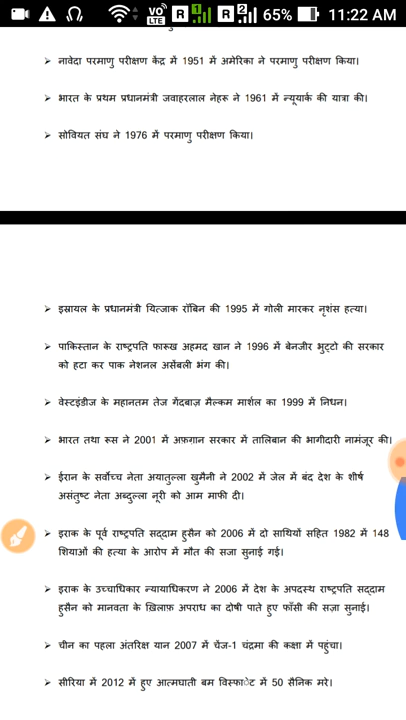 VO LTE R 1 R 2 65% 11:22 AM
➢ नावेदा परमाणु परीक्षण केंद्र में 1951 में अमेरिका ने परमाणु परीक्षण किया।
➢ भारत के प्रथम प्रधानमंत्री जवाहरलाल नेहरू ने 1961 में न्यूयार्क की यात्रा की।
➢ सोवियत संघ ने 1976 में परमाणु परीक्षण किया।
➢ इस्रायल के प्रधानमंत्री यित्जाक रॉबिन की 1995 में गोली मारकर नृशंस हत्या।
➢ पाकिस्तान के राष्ट्रपति फारूख अहमद खान ने 1996 में बेनजीर भुट्टो की सरकार
को हटा कर पाक नेशनल असेंबली भंग की।
➢ वेस्टइंडीज के महानतम तेज गेंदबाज़ मैल्कम मार्शल का 1999 में निधन।
➢ भारत तथा रूस ने 2001 में अफ़ग़ान सरकार में तालिबान की भागीदारी नामंजूर की।
➢ ईरान के सर्वोच्च नेता अयातुल्ला खुमैनी ने 2002 में जेल में बंद देश के शीर्ष
असंतुष्ट नेता अब्दुल्ला नूरी को आम माफी दी।
➢ इराक के पूर्व राष्ट्रपति सद्दाम हुसैन को 2006 में दो साथियों सहित 1982 में 148
शियाओं की हत्या के आरोप में मौत की सजा सुनाई गई।
➢ इराक के उच्चाधिकार न्यायाधिकरण ने 2006 में देश के अपदस्थ राष्ट्रपति सद्दाम
हुसैन को मानवता के ख़िलाफ़ अपराध का दोषी पाते हुए फाँसी की सज़ा सुनाई।
➢ चीन का पहला अंतरिक्ष यान 2007 में चेंज-1 चंद्रमा की कक्षा में पहुंचा।
➢ सीरिया में 2012 में हुए आत्मघाती बम विस्फाेट में 50 सैनिक मरे।